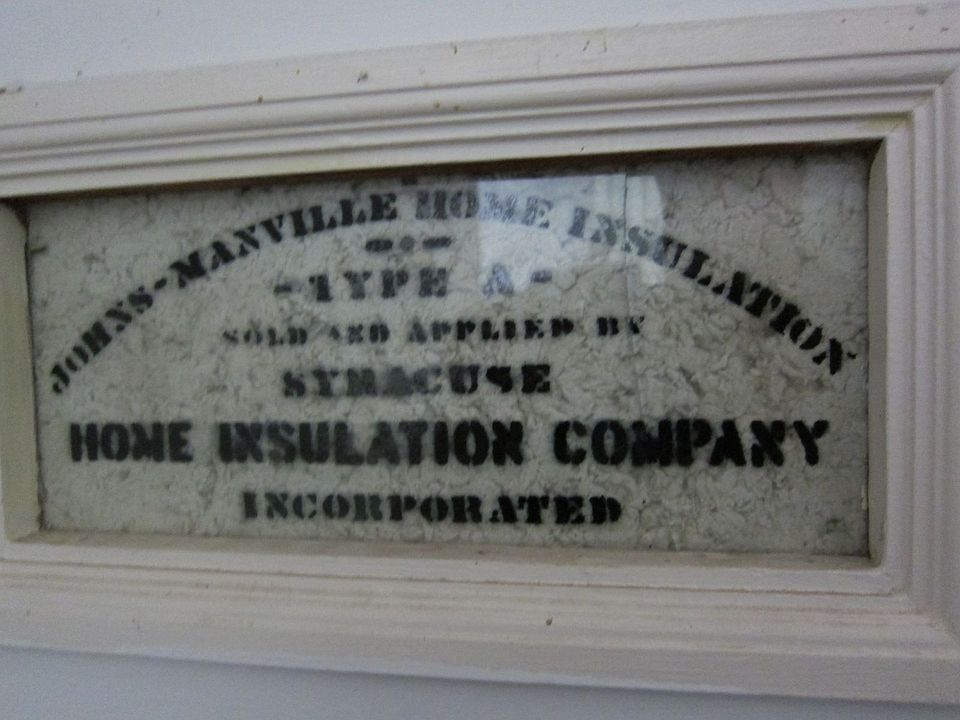 JOHNS-MANVILLE HOME INSULATION
-TYPE A-
SOLD AND APPLIED BY
SYRACUSE
HOME INSULATION COMPANY
INCORPORATED